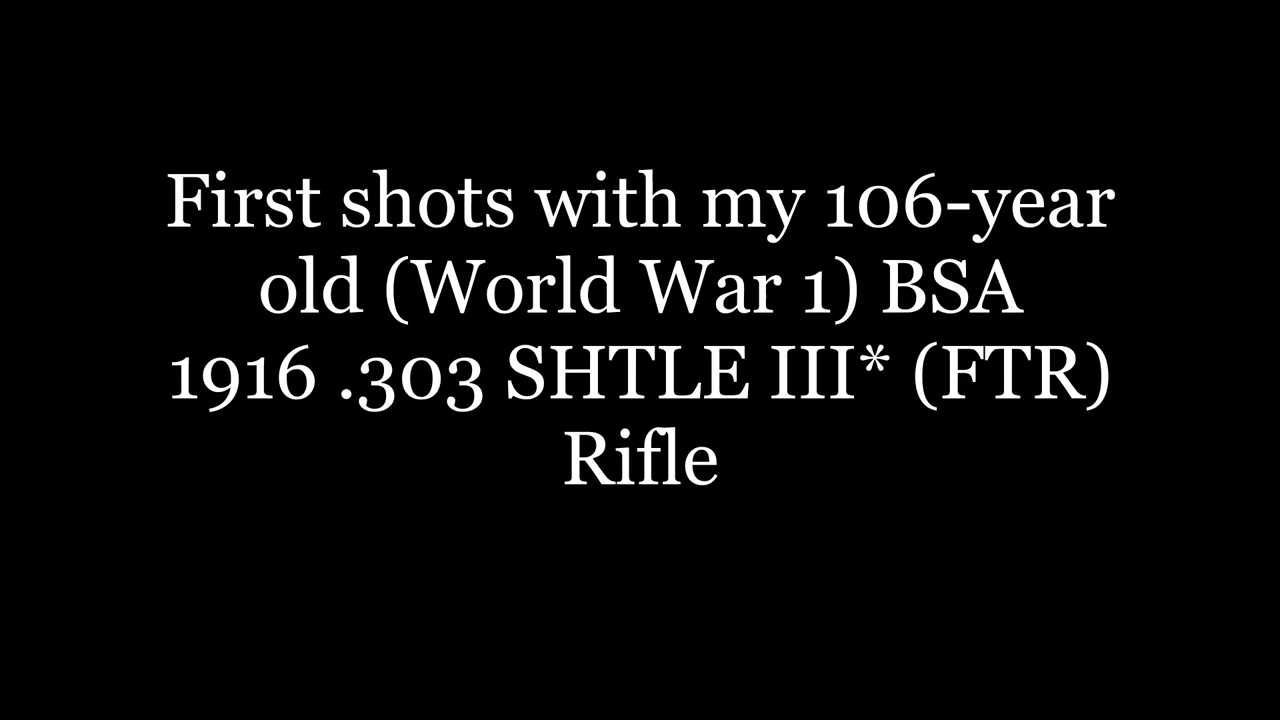 First shots with my 106-year
old (World War 1) BSA
1916 .303 SHTLE III* (FTR)
Rifle